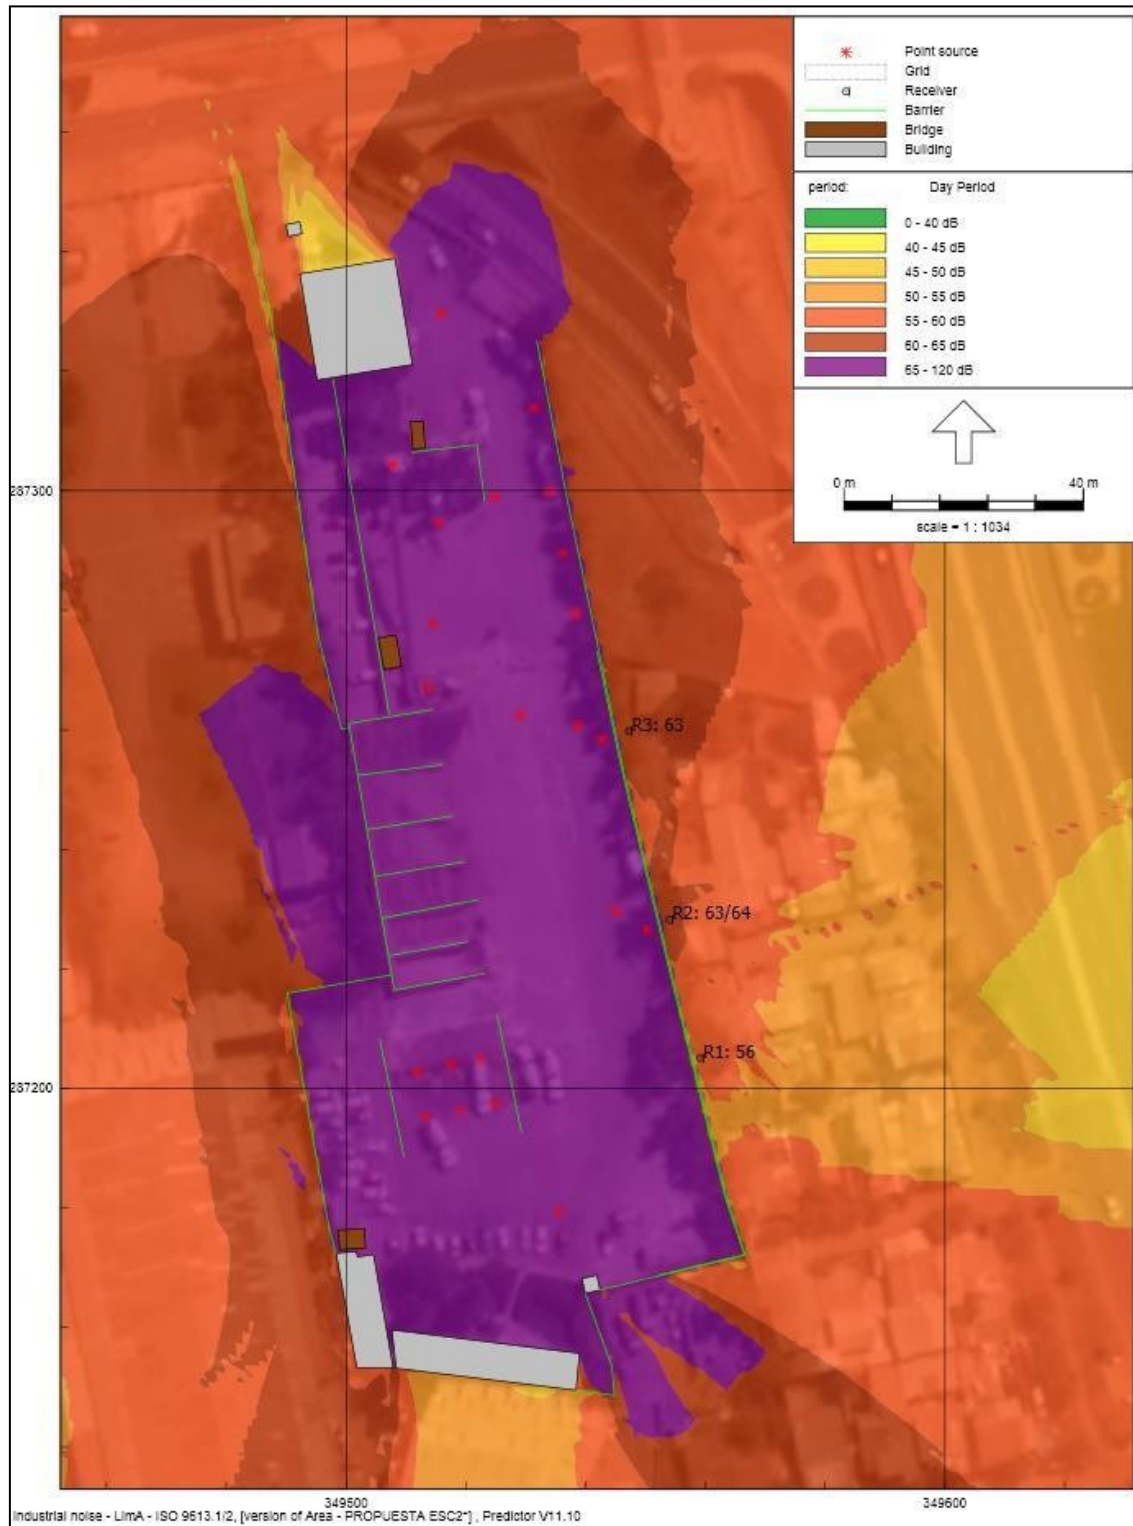 Point source
Grid
Receiver
Barrier
Bridge
Building
period: Day Period
0 - 40 dB
40 - 45 dB
45 - 50 dB
50 - 55 dB
55 - 60 dB
60 - 65 dB
65 - 120 dB
0 m 40 m
scale = 1 : 1034
287300
R3: 63
R2: 63/64
R1: 56
287200
349500 349600
Industrial noise - LimA - ISO 9613.1/2, [version of Area - PROPUESTA ESC2*] , Predictor V11.10